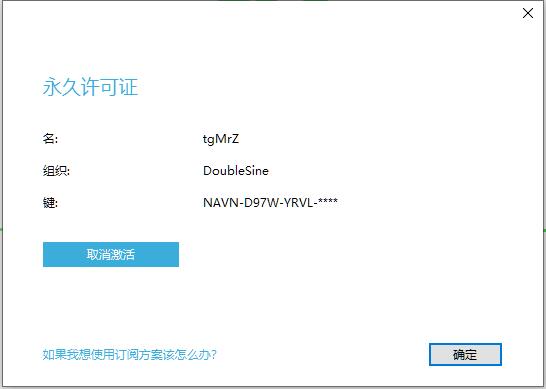 永久许可证
名: tgMrZ
组织: DoubleSine
键: NAVN-D97W-YRVL-****
取消激活
如果我想使用订阅方案该怎么办? 确定